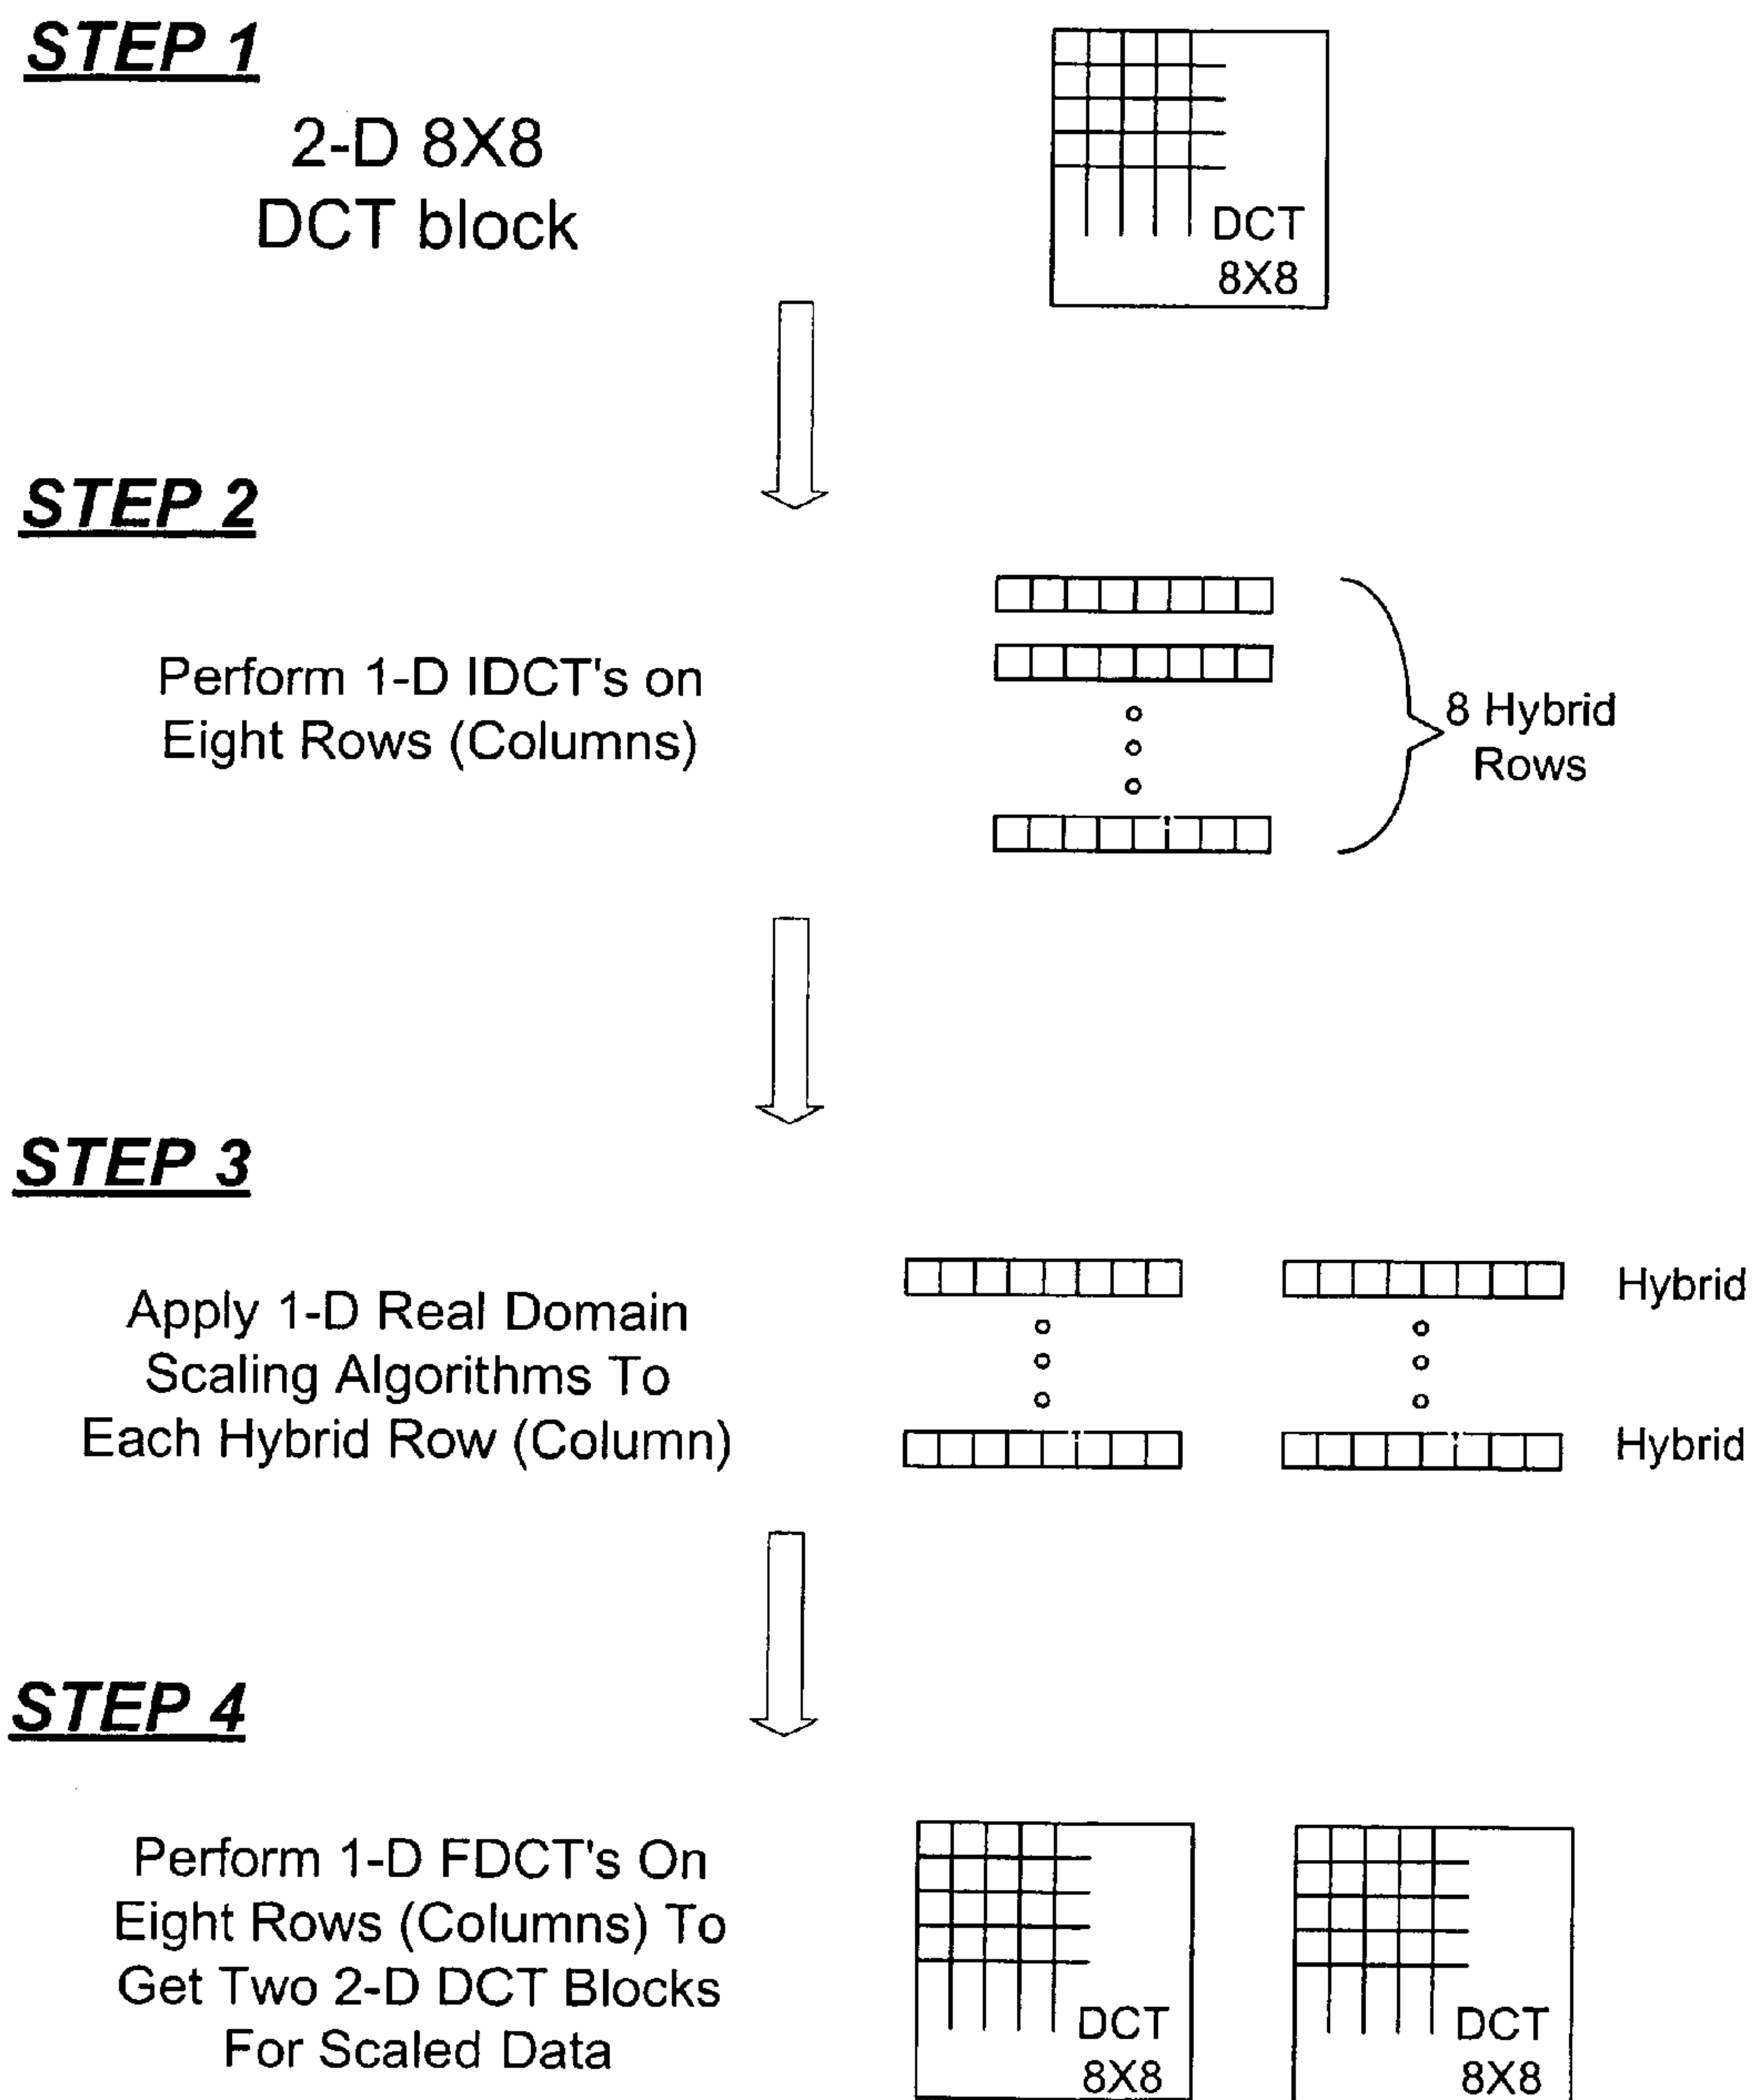 STEP 1
2-D 8X8
DCT block
DCT
8X8
STEP 2
Perform 1-D IDCT's on
Eight Rows (Columns)
8 Hybrid
Rows
STEP 3
Apply 1-D Real Domain
Scaling Algorithms To
Each Hybrid Row (Column)
Hybrid
Hybrid
STEP 4
Perform 1-D FDCT's On
Eight Rows (Columns) To
Get Two 2-D DCT Blocks
For Scaled Data
DCT
8X8
DCT
8X8